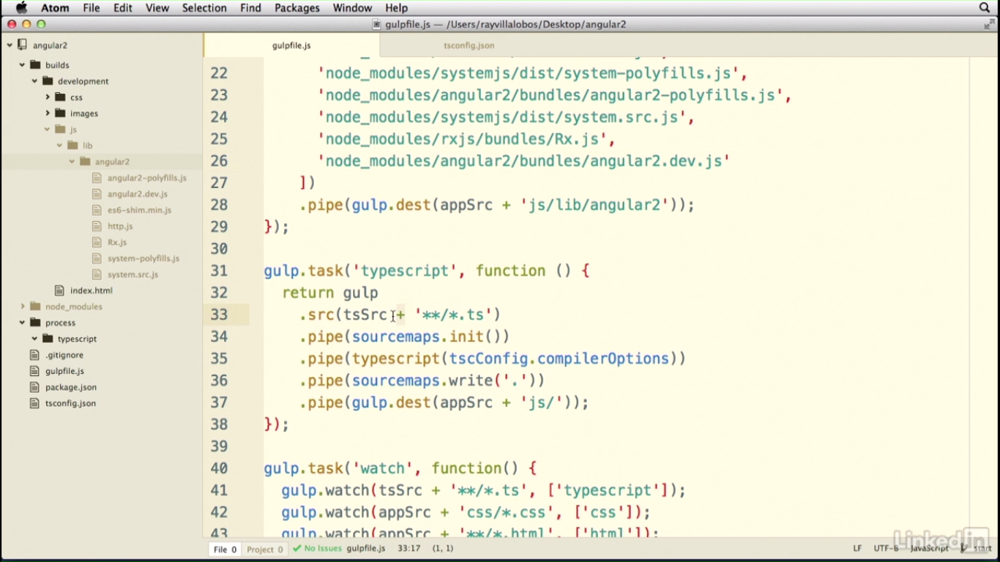 Atom File Edit View Selection Find Packages Window Help
gulpfile.js — /Users/rayvillalobos/Desktop/angular2
angular2
builds
development
css
images
js
lib
angular2
angular2-polyfills.js
angular2.dev.js
es6-shim.min.js
http.js
Rx.js
system-polyfills.js
system.src.js
index.html
node_modules
process
typescript
.gitignore
gulpfile.js
package.json
tsconfig.json
gulpfile.js tsconfig.json
22 'node_modules/systemjs/dist/system-polyfills.js',
23 'node_modules/angular2/bundles/angular2-polyfills.js',
24 'node_modules/systemjs/dist/system.src.js',
25 'node_modules/rxjs/bundles/Rx.js',
26 'node_modules/angular2/bundles/angular2.dev.js'
27 ])
28 .pipe(gulp.dest(appSrc + 'js/lib/angular2'));
29 });
30
31 gulp.task('typescript', function () {
32 return gulp
33 .src(tsSrc + '**/*.ts')
34 .pipe(sourcemaps.init())
35 .pipe(typescript(tscConfig.compilerOptions))
36 .pipe(sourcemaps.write('.'))
37 .pipe(gulp.dest(appSrc + 'js/'));
38 });
39
40 gulp.task('watch', function() {
41 gulp.watch(tsSrc + '**/*.ts', ['typescript']);
42 gulp.watch(appSrc + 'css/*.css', ['css']);
43 gulp.watch(appSrc + '**/*.html', ['html']);
File 0 Project 0 No Issues gulpfile.js 33:17 (1, 1) LF UTF-8 JavaScript start
Linked in